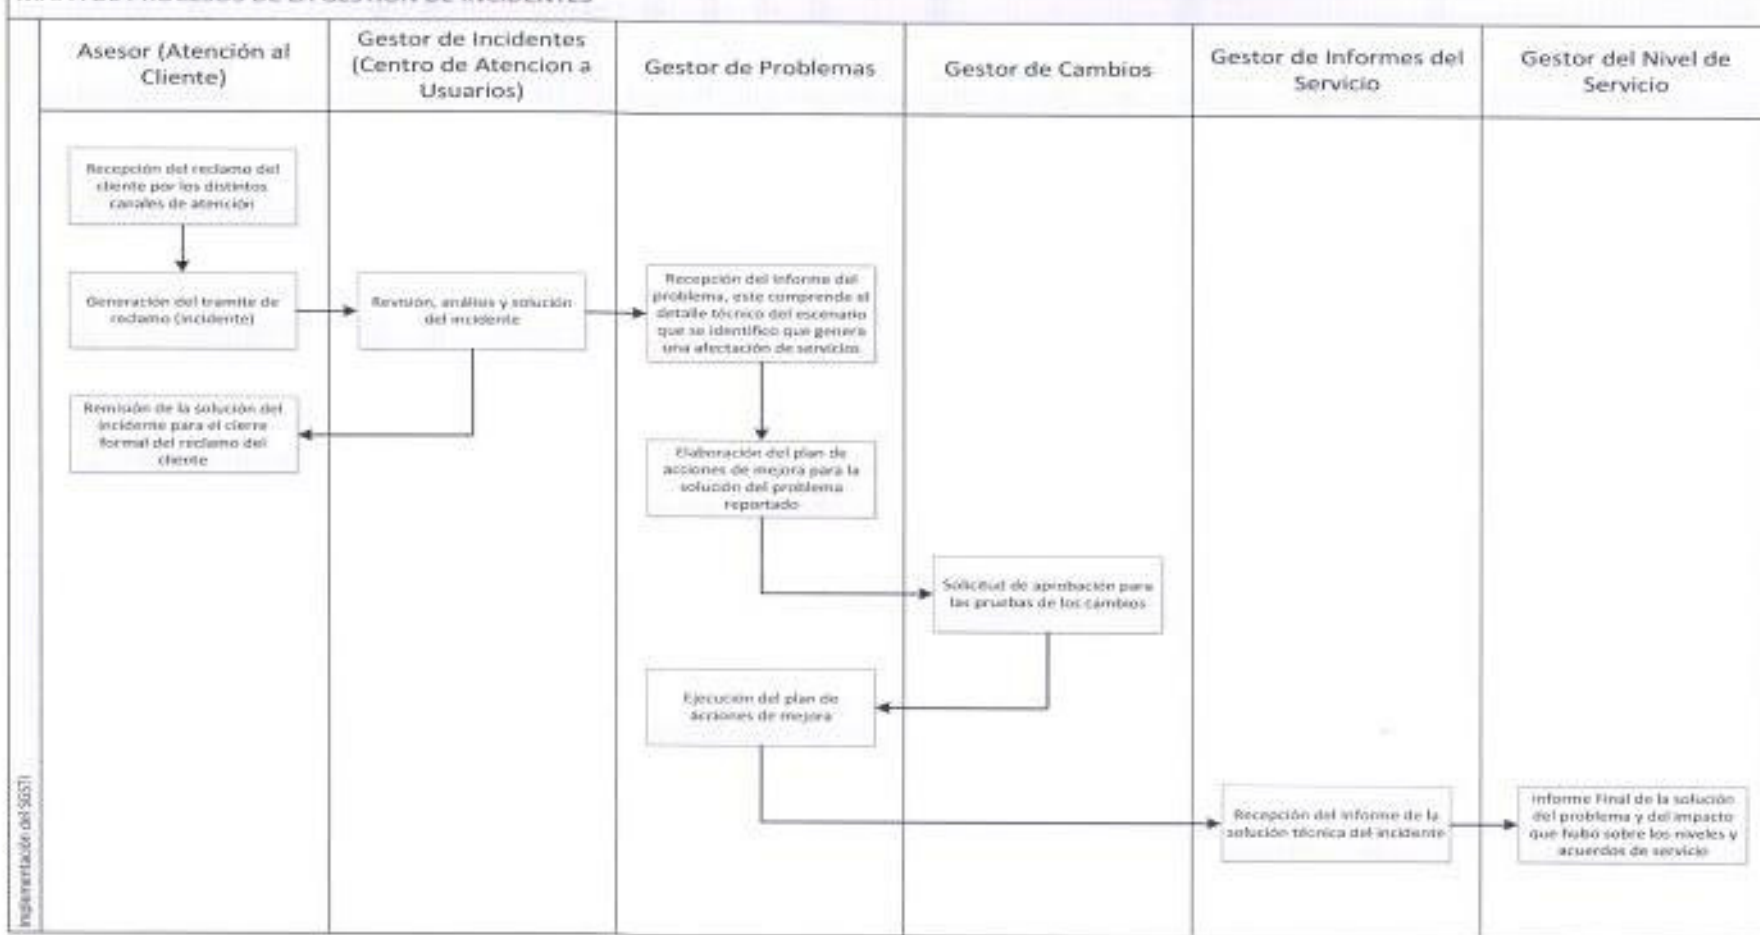 Asesor (Atención al
Cliente)
Gestor de Incidentes
(Centro de Atencion a
Usuarios)
Gestor de Problemas
Gestor de Cambios
Gestor de Informes del
Servicio
Gestor del Nivel de
Servicio
Recepción del reclamo del
cliente por los distintos
canales de atención
Generación del tramite de
reclamo (incidente)
Revisión, análisis y solución
del incidente
Recepción del informe del
problema, este comprende el
detalle técnico del escenario
que se identifico que genera
una afectación de servicios
Remisión de la solución del
incidente para el cierre
formal del reclamo del
cliente
Elaboración del plan de
acciones de mejora para la
solución del problema
reportado
Solicitud de aprobación para
las pruebas de los cambios
Ejecución del plan de
acciones de mejora
Recepción del informe de la
solución técnica del incidente
Informe Final de la solución
del problema y del impacto
que hubo sobre los niveles y
acuerdos de servicio
Implementación del SGSTI